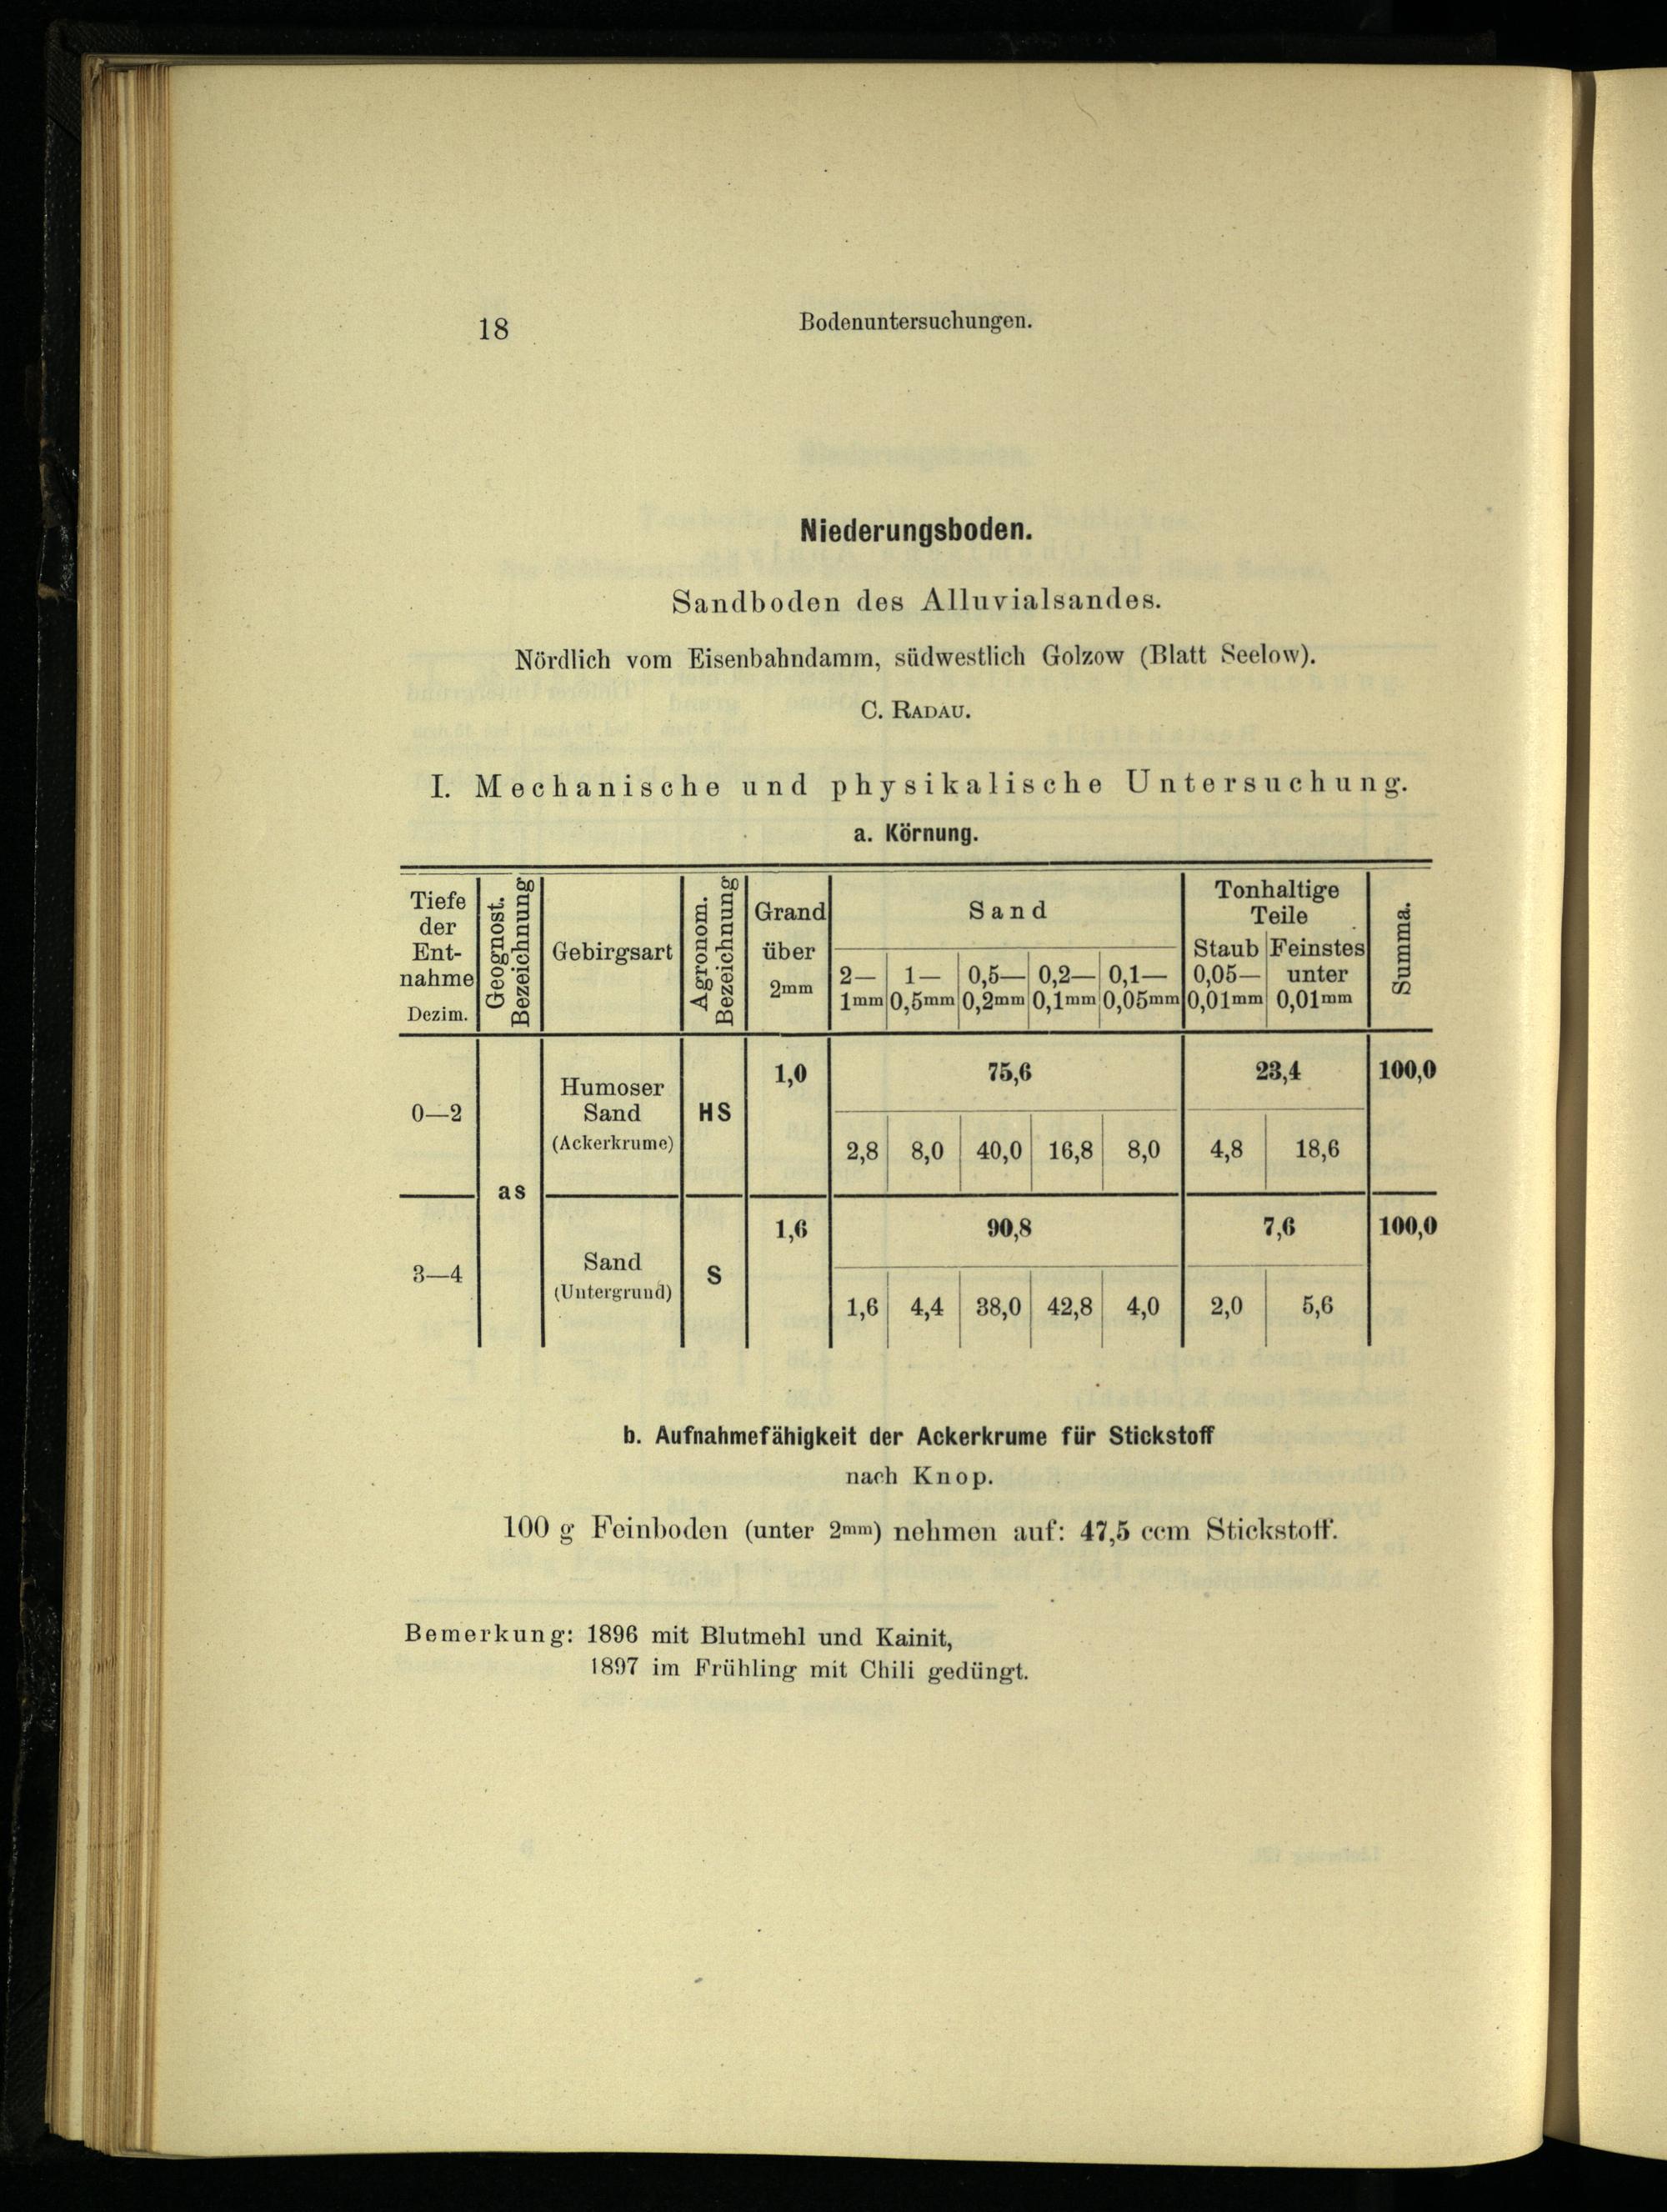 18
Bodenuntersuchungen.
Niederungsboden.
Sandboden des Alluvialsandes.
Nördlich vom Eisenbahndamm, südwestlich Golzow (Blatt Seelow).
C. RADAU.
I. Mechanische und physikalische Untersuchung.
a. Körnung.
Tiefe der Ent- nahme Dezim.
Geognost. Bezeichnung
Gebirgsart
Agronom. Bezeichnung
Grand über 2mm
Sand
2— 1mm
1— 0,5mm
0,5— 0,2mm
0,2— 0,1mm
0,1— 0,05mm
Tonhaltige Teile
Staub 0,05— 0,01mm
Feinstes unter 0,01mm
Summa.
0—2
as
Humoser Sand (Ackerkrume)
HS
1,0
75,6
23,4
100,0
2,8 8,0 40,0 16,8 8,0 4,8 18,6
3—4
Sand (Untergrund)
S
1,6
90,8
7,6
100,0
1,6 4,4 38,0 42,8 4,0 2,0 5,6
b. Aufnahmefähigkeit der Ackerkrume für Stickstoff
nach Knop.
100 g Feinboden (unter 2mm) nehmen auf: 47,5 ccm Stickstoff.
Bemerkung: 1896 mit Blutmehl und Kainit,
1897 im Frühling mit Chili gedüngt.